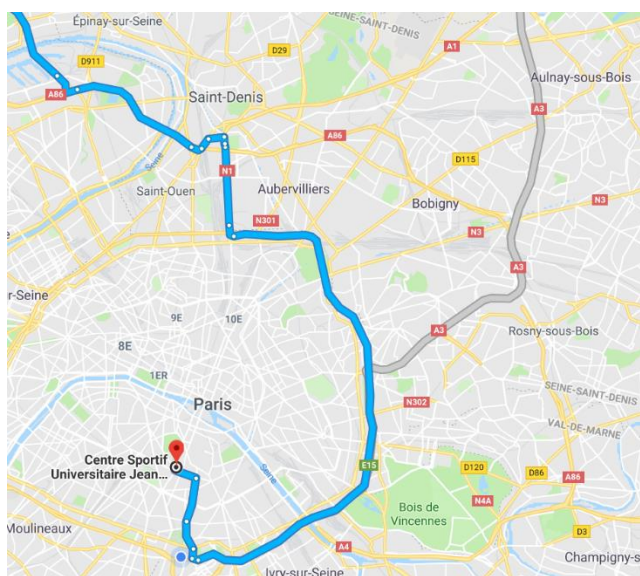 Épinay-sur-Seine
SEINE-SAINT-DENIS
D29
A1
D911
Aulnay-sous-Bois
A86
Saint-Denis
A3
A86
Seine
D115
Saint-Ouen
N1
Aubervilliers
Bobigny
N3
N301
N3
A3
r-Seine
9E
10E
8E
A3
Rosny-sous-Bois
1ER
SEINE-SAINT-DENIS
Paris
N302
VAL-DE-MARNE
Centre Sportif
Universitaire Jean...
Seine
E15
D120
D86
A86
N4A
Bois de
Vincennes
Moulineaux
D3
A4
Champigny-s
Ivry-sur-Seine